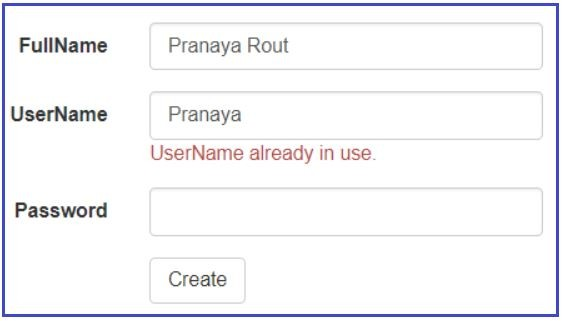 FullName Pranaya Rout
UserName Pranaya
UserName already in use.
Password
Create